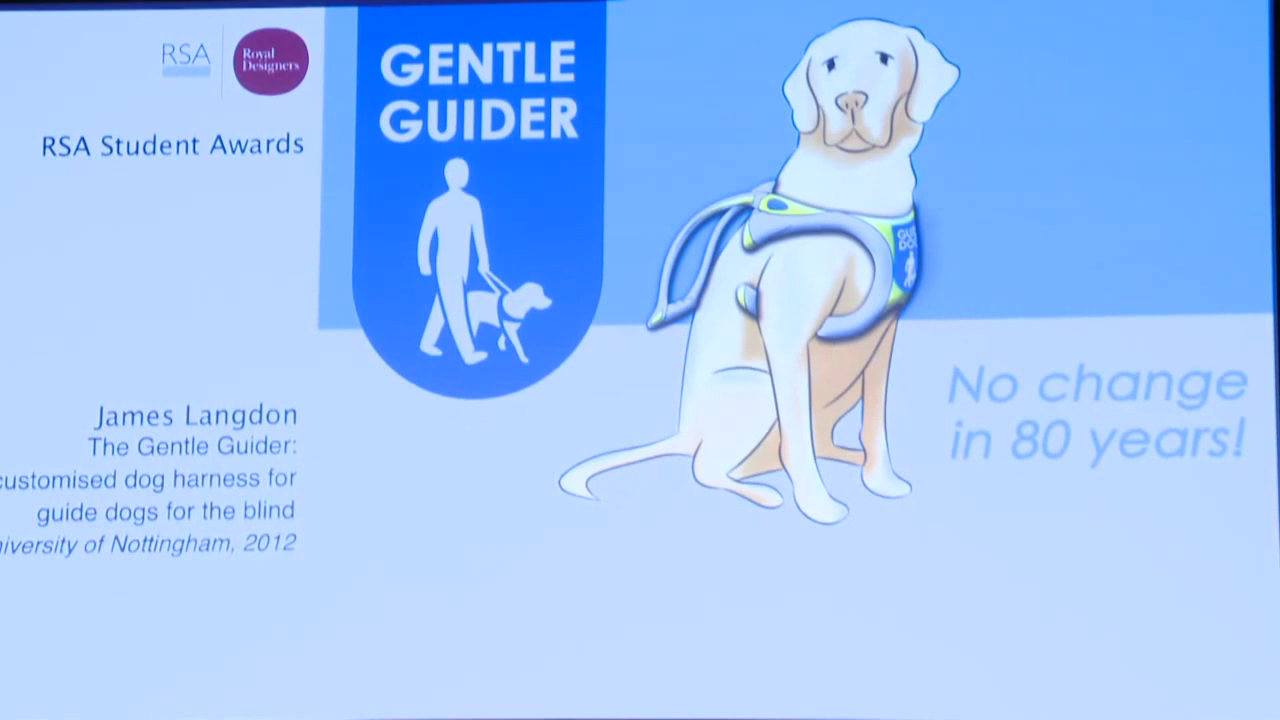 RSA
Royal
Designers
RSA Student Awards
GENTLE
GUIDER
James Langdon
The Gentle Guider:
customised dog harness for
guide dogs for the blind
of Nottingham, 2012
No change
in 80 years!